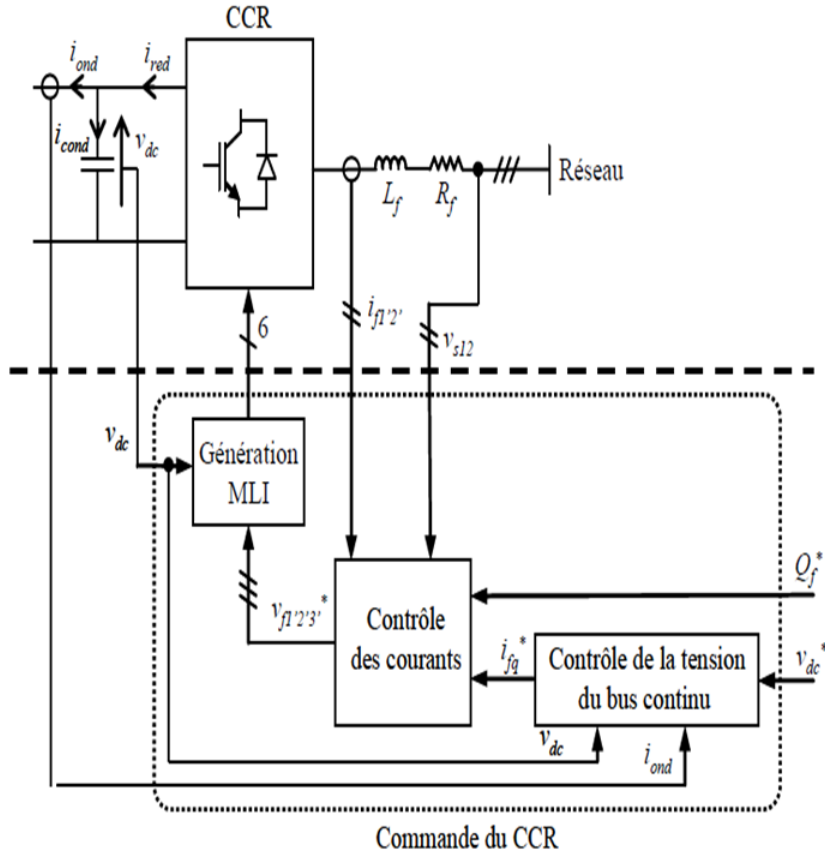 CCR
i_ond
i_red
i_cond
v_dc
L_f
R_f
Réseau
6
i_f1'2'
v_s12
v_dc
Génération
MLI
Q_f*
v_f1'2'3'*
Contrôle
des courants
i_fq*
Contrôle de la tension
du bus continu
v_dc*
v_dc
i_ond
Commande du CCR